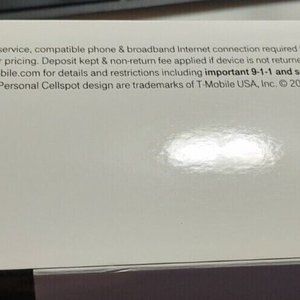 service, compatible phone & broadband Internet connection required
pricing. Deposit kept & non-return fee applied if device is not returne
bile.com for details and restrictions including important 9-1-1 and s
Personal Cellspot design are trademarks of T-Mobile USA, Inc. © 20